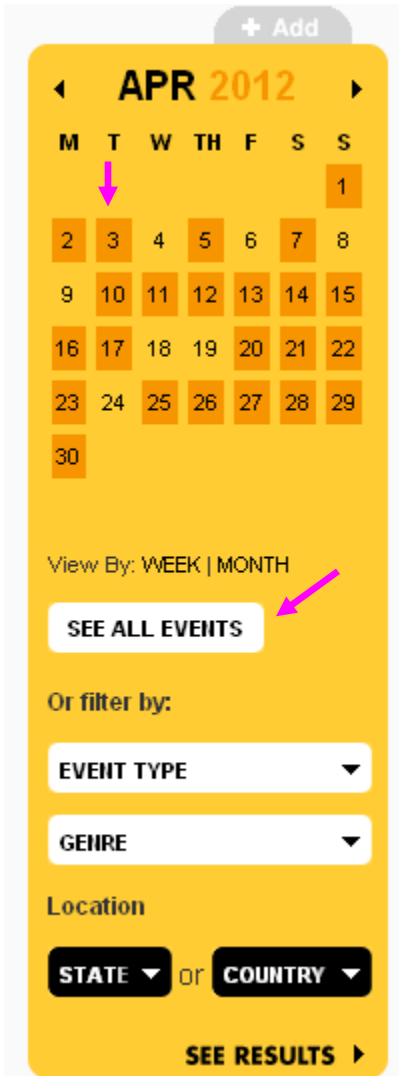 + Add
APR 2012
M T W TH F S S
1
2 3 4 5 6 7 8
9 10 11 12 13 14 15
16 17 18 19 20 21 22
23 24 25 26 27 28 29
30
View By: WEEK | MONTH
SEE ALL EVENTS
Or filter by:
EVENT TYPE
GENRE
Location
STATE or COUNTRY
SEE RESULTS